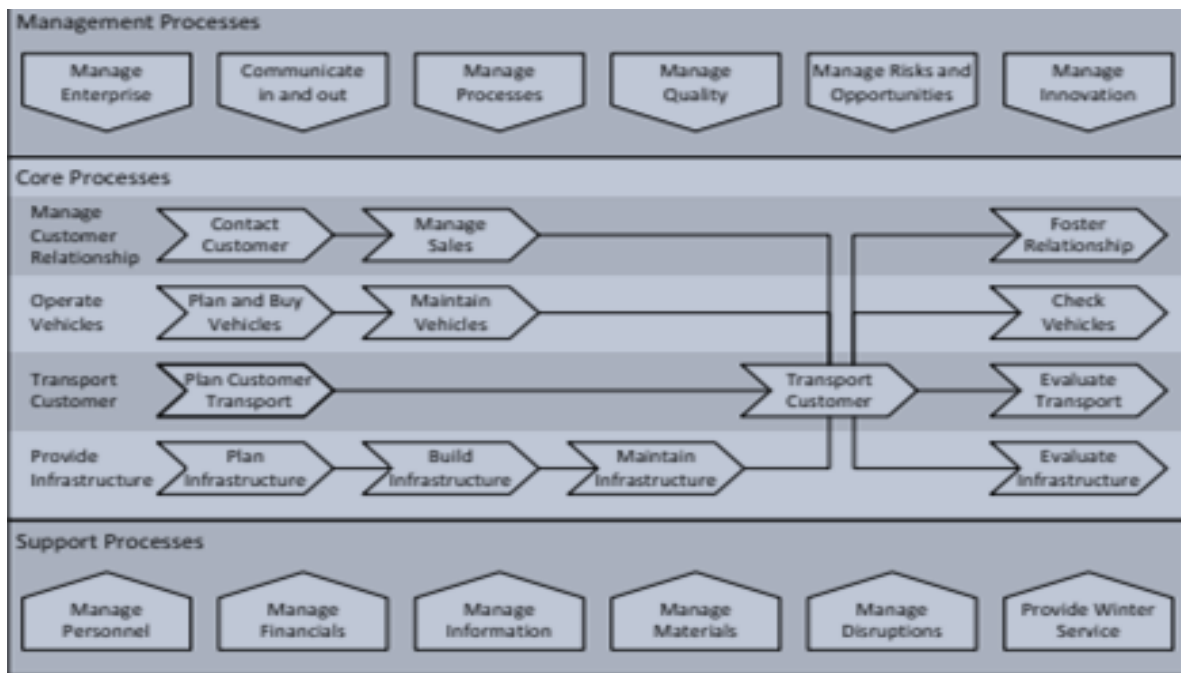 Management Processes
Manage
Enterprise
Communicate
in and out
Manage
Processes
Manage
Quality
Manage Risks and
Opportunities
Manage
Innovation
Core Processes
Manage
Customer
Relationship
Contact
Customer
Manage
Sales
Foster
Relationship
Operate
Vehicles
Plan and Buy
Vehicles
Maintain
Vehicles
Check
Vehicles
Transport
Customer
Plan Customer
Transport
Transport
Customer
Evaluate
Transport
Provide
Infrastructure
Plan
Infrastructure
Build
Infrastructure
Maintain
Infrastructure
Evaluate
Infrastructure
Support Processes
Manage
Personnel
Manage
Financials
Manage
Information
Manage
Materials
Manage
Disruptions
Provide Winter
Service